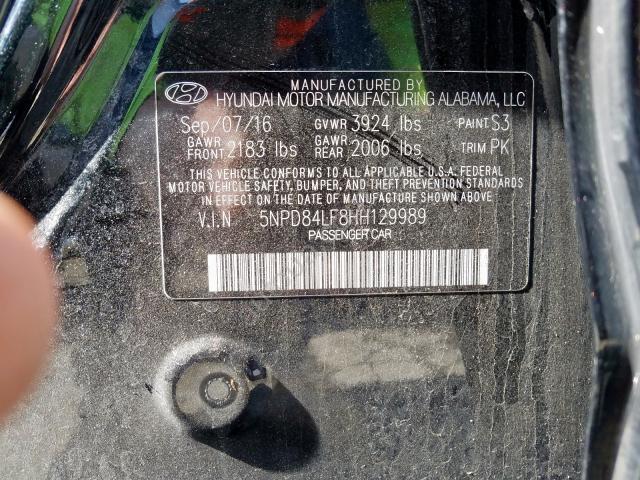 MANUFACTURED BY
HYUNDAI MOTOR MANUFACTURING ALABAMA, LLC
Sep/07/16 GVWR 3924 lbs PAINT S3
GAWR FRONT 2183 lbs GAWR REAR 2006 lbs TRIM PK
THIS VEHICLE CONFORMS TO ALL APPLICABLE U.S.A. FEDERAL
MOTOR VEHICLE SAFETY, BUMPER, AND THEFT PREVENTION STANDARDS
IN EFFECT ON THE DATE OF MANUFACTURE SHOWN ABOVE.
V.I.N 5NPD84LF8HH129989
PASSENGER CAR